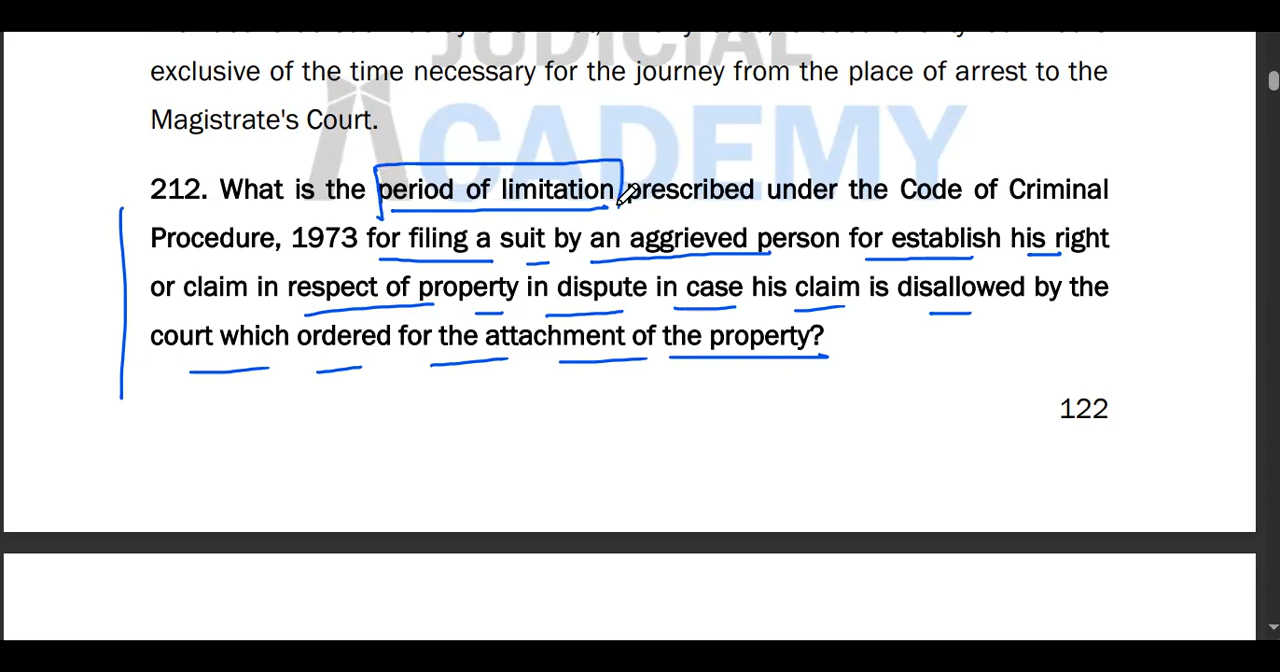 JUDICIAL
exclusive of the time necessary for the journey from the place of arrest to the
Magistrate's Court.
ACADEMY
212. What is the period of limitation prescribed under the Code of Criminal
Procedure, 1973 for filing a suit by an aggrieved person for establish his right
or claim in respect of property in dispute in case his claim is disallowed by the
court which ordered for the attachment of the property?
122